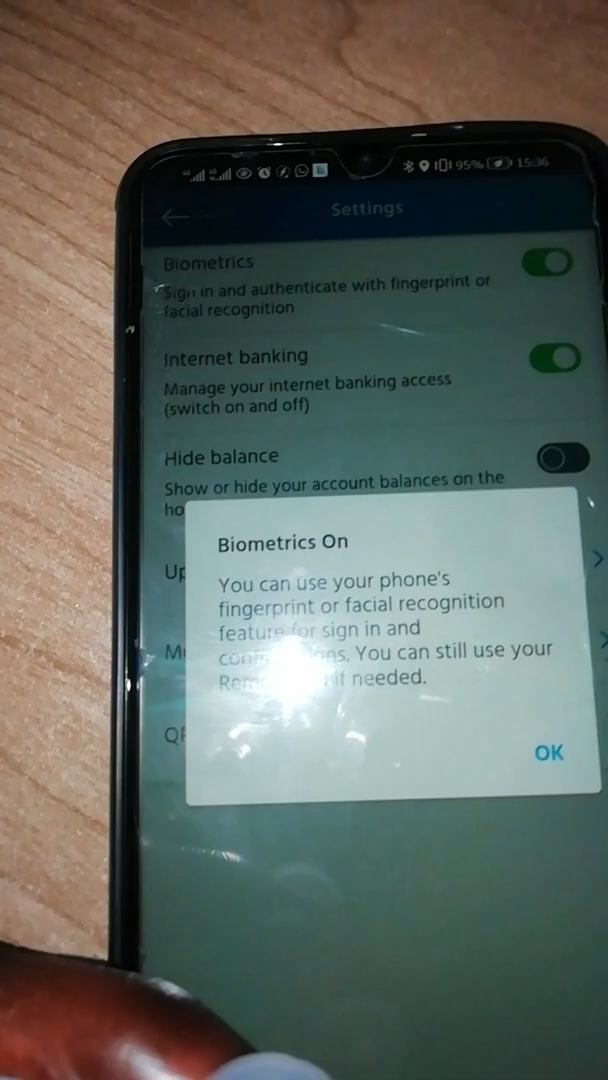 95% 15:36
Settings
Biometrics
Sign in and authenticate with fingerprint or
facial recognition
Internet banking
Manage your internet banking access
(switch on and off)
Hide balance
Show or hide your account balances on the
Biometrics On
You can use your phone's
fingerprint or facial recognition
feature for sign in and
You can still use your
if needed.
OK